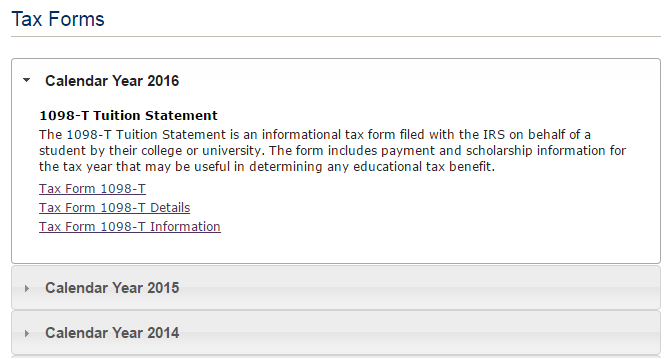 Tax Forms
Calendar Year 2016
1098-T Tuition Statement
The 1098-T Tuition Statement is an informational tax form filed with the IRS on behalf of a
student by their college or university. The form includes payment and scholarship information for
the tax year that may be useful in determining any educational tax benefit.
Tax Form 1098-T
Tax Form 1098-T Details
Tax Form 1098-T Information
Calendar Year 2015
Calendar Year 2014